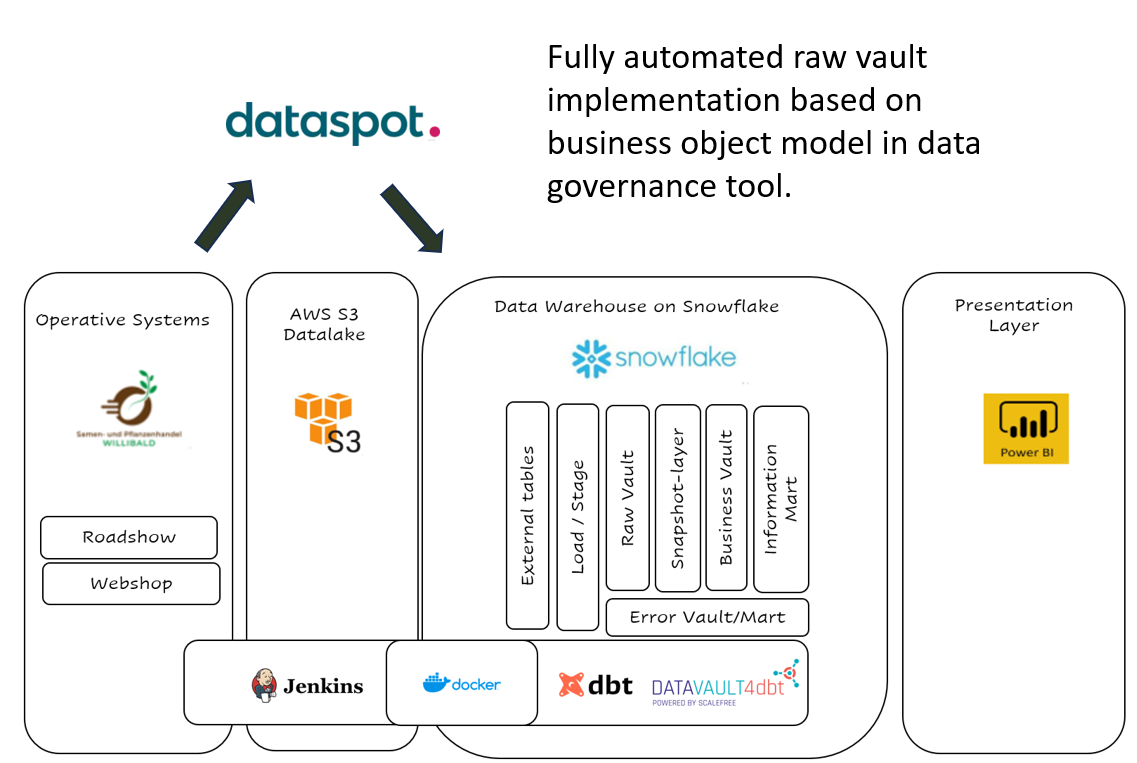 dataspot.
Fully automated raw vault
implementation based on
business object model in data
governance tool.
Operative Systems
Samen- und Pflanzenhandel
WILLIBALD
Roadshow
Webshop
AWS S3
Datalake
S3
Data Warehouse on Snowflake
snowflake
External tables
Load / Stage
Raw Vault
Snapshot-layer
Business Vault
Information
Mart
Error Vault/Mart
Presentation
Layer
Power BI
Jenkins
docker
dbt
DATAVAULT4dbt
POWERED BY SCALEFREE